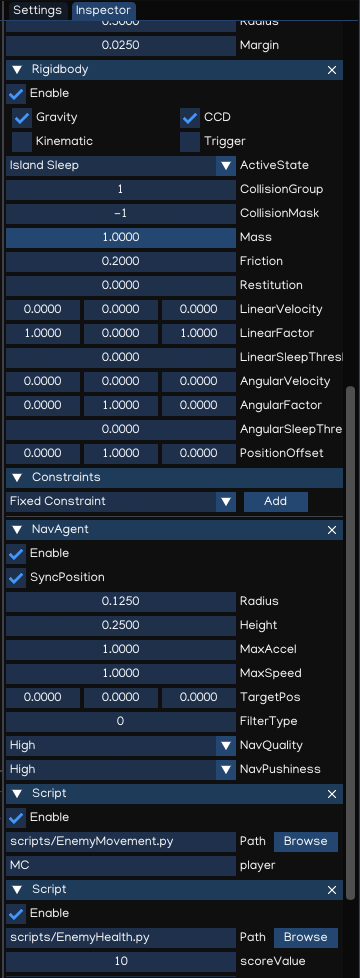 Settings Inspector
0.5000 Radius
0.0250 Margin
Rigidbody
Enable
Gravity CCD
Kinematic Trigger
Island Sleep ActiveState
1 CollisionGroup
-1 CollisionMask
1.0000 Mass
0.2000 Friction
0.0000 Restitution
0.0000 0.0000 0.0000 LinearVelocity
1.0000 0.0000 1.0000 LinearFactor
0.0000 LinearSleepThres
0.0000 0.0000 0.0000 AngularVelocity
0.0000 1.0000 0.0000 AngularFactor
0.0000 AngularSleepThre
0.0000 1.0000 0.0000 PositionOffset
Constraints
Fixed Constraint Add
NavAgent
Enable
SyncPosition
0.1250 Radius
0.2500 Height
1.0000 MaxAccel
1.0000 MaxSpeed
0.0000 0.0000 0.0000 TargetPos
0 FilterType
High NavQuality
High NavPushiness
Script
Enable
scripts/EnemyMovement.py Path Browse
MC player
Script
Enable
scripts/EnemyHealth.py Path Browse
10 scoreValue